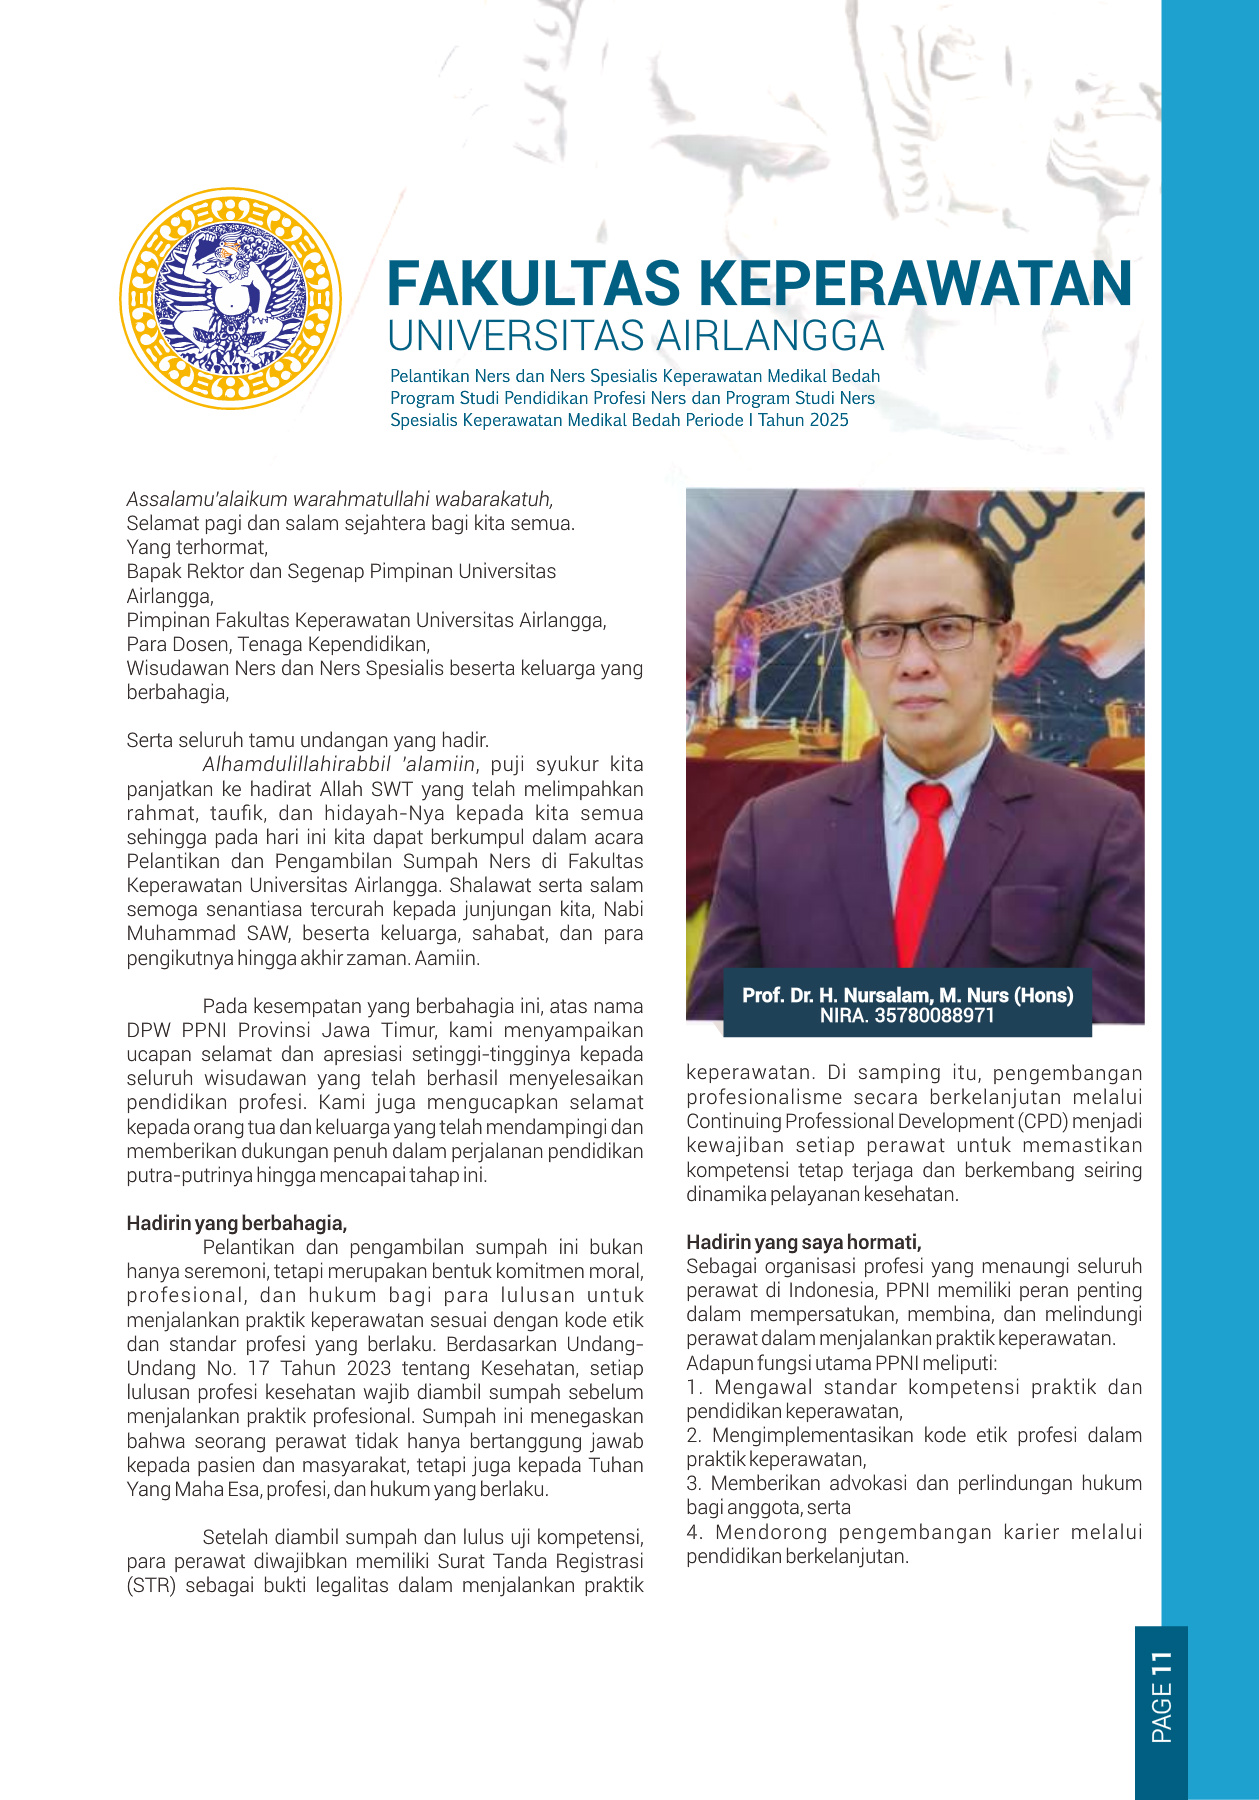 FAKULTAS KEPERAWATAN
UNIVERSITAS AIRLANGGA
Pelantikan Ners dan Ners Spesialis Keperawatan Medikal Bedah
Program Studi Pendidikan Profesi Ners dan Program Studi Ners
Spesialis Keperawatan Medikal Bedah Periode I Tahun 2025
Assalamu'alaikum warahmatullahi wabarakatuh,
Selamat pagi dan salam sejahtera bagi kita semua.
Yang terhormat,
Bapak Rektor dan Segenap Pimpinan Universitas
Airlangga,
Pimpinan Fakultas Keperawatan Universitas Airlangga,
Para Dosen, Tenaga Kependidikan,
Wisudawan Ners dan Ners Spesialis beserta keluarga yang
berbahagia,
Serta seluruh tamu undangan yang hadir.
Alhamdulillahirabbil 'alamiin, puji syukur kita
panjatkan ke hadirat Allah SWT yang telah melimpahkan
rahmat, taufik, dan hidayah-Nya kepada kita semua
sehingga pada hari ini kita dapat berkumpul dalam acara
Pelantikan dan Pengambilan Sumpah Ners di Fakultas
Keperawatan Universitas Airlangga. Shalawat serta salam
semoga senantiasa tercurah kepada junjungan kita, Nabi
Muhammad SAW, beserta keluarga, sahabat, dan para
pengikutnya hingga akhir zaman. Aamiin.
Pada kesempatan yang berbahagia ini, atas nama
DPW PPNI Provinsi Jawa Timur, kami menyampaikan
ucapan selamat dan apresiasi setinggi-tingginya kepada
seluruh wisudawan yang telah berhasil menyelesaikan
pendidikan profesi. Kami juga mengucapkan selamat
kepada orang tua dan keluarga yang telah mendampingi dan
memberikan dukungan penuh dalam perjalanan pendidikan
putra-putrinya hingga mencapai tahap ini.
Hadirin yang berbahagia,
Pelantikan dan pengambilan sumpah ini bukan
hanya seremoni, tetapi merupakan bentuk komitmen moral,
profesional, dan hukum bagi para lulusan untuk
menjalankan praktik keperawatan sesuai dengan kode etik
dan standar profesi yang berlaku. Berdasarkan Undang-
Undang No. 17 Tahun 2023 tentang Kesehatan, setiap
lulusan profesi kesehatan wajib diambil sumpah sebelum
menjalankan praktik profesional. Sumpah ini menegaskan
bahwa seorang perawat tidak hanya bertanggung jawab
kepada pasien dan masyarakat, tetapi juga kepada Tuhan
Yang Maha Esa, profesi, dan hukum yang berlaku.
Setelah diambil sumpah dan lulus uji kompetensi,
para perawat diwajibkan memiliki Surat Tanda Registrasi
(STR) sebagai bukti legalitas dalam menjalankan praktik
Prof. Dr. H. Nursalam, M. Nurs (Hons)
NIRA. 35780088971
keperawatan. Di samping itu, pengembangan
profesionalisme secara berkelanjutan melalui
Continuing Professional Development (CPD) menjadi
kewajiban setiap perawat untuk memastikan
kompetensi tetap terjaga dan berkembang seiring
dinamika pelayanan kesehatan.
Hadirin yang saya hormati,
Sebagai organisasi profesi yang menaungi seluruh
perawat di Indonesia, PPNI memiliki peran penting
dalam mempersatukan, membina, dan melindungi
perawat dalam menjalankan praktik keperawatan.
Adapun fungsi utama PPNI meliputi:
1. Mengawal standar kompetensi praktik dan
pendidikan keperawatan,
2. Mengimplementasikan kode etik profesi dalam
praktik keperawatan,
3. Memberikan advokasi dan perlindungan hukum
bagi anggota, serta
4. Mendorong pengembangan karier melalui
pendidikan berkelanjutan.
PAGE 11